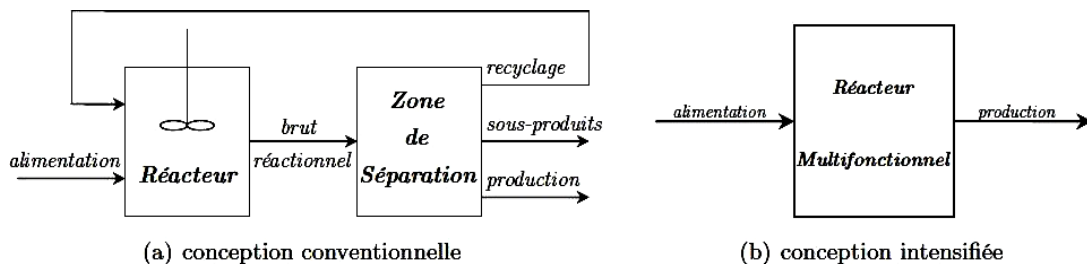 recyclage
Zone
de
Séparation
sous-produits
production
brut
réactionnel
alimentation
Réacteur
(a) conception conventionnelle
Réacteur
Multifonctionnel
alimentation
production
(b) conception intensifiée